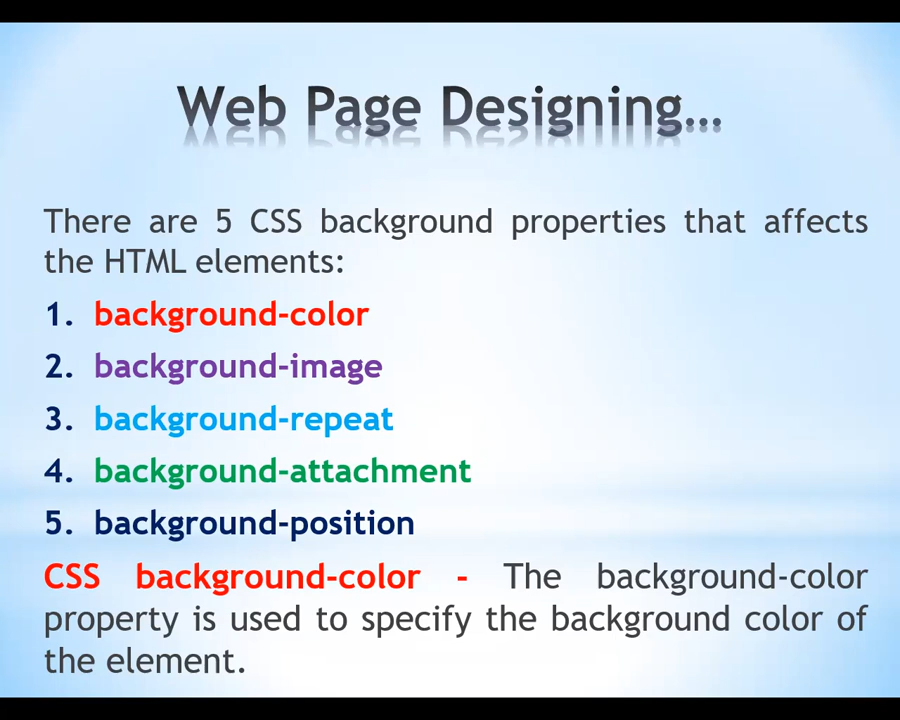 Web Page Designing...
There are 5 CSS background properties that affects
the HTML elements:
1. background-color
2. background-image
3. background-repeat
4. background-attachment
5. background-position
CSS background-color - The background-color
property is used to specify the background color of
the element.